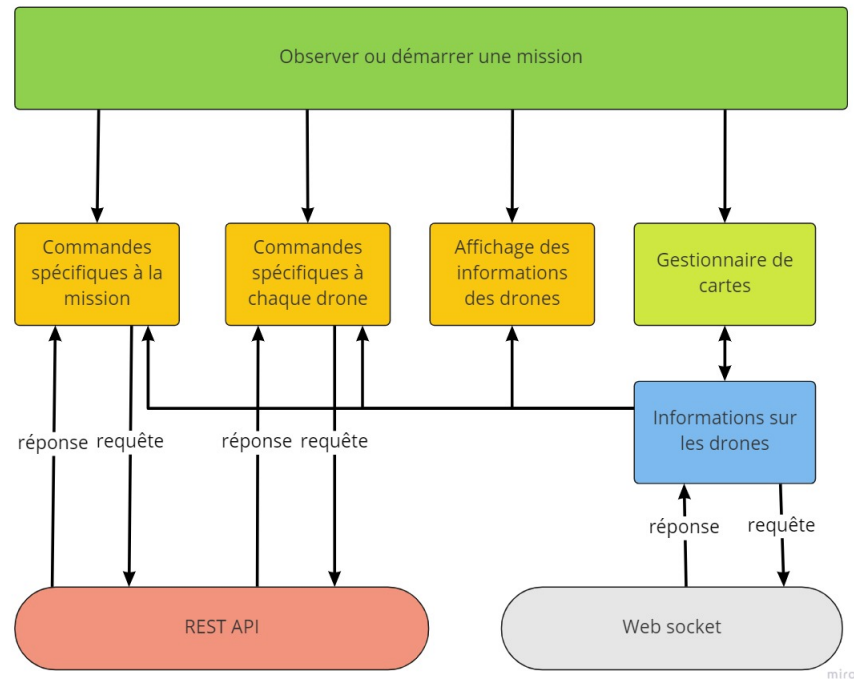 Observer ou démarrer une mission
Commandes
spécifiques à la
mission
Commandes
spécifiques à
chaque drone
Affichage des
informations
des drones
Gestionnaire de
cartes
Informations sur
les drones
réponse
requête
réponse
requête
réponse
requête
REST API
Web socket
miro